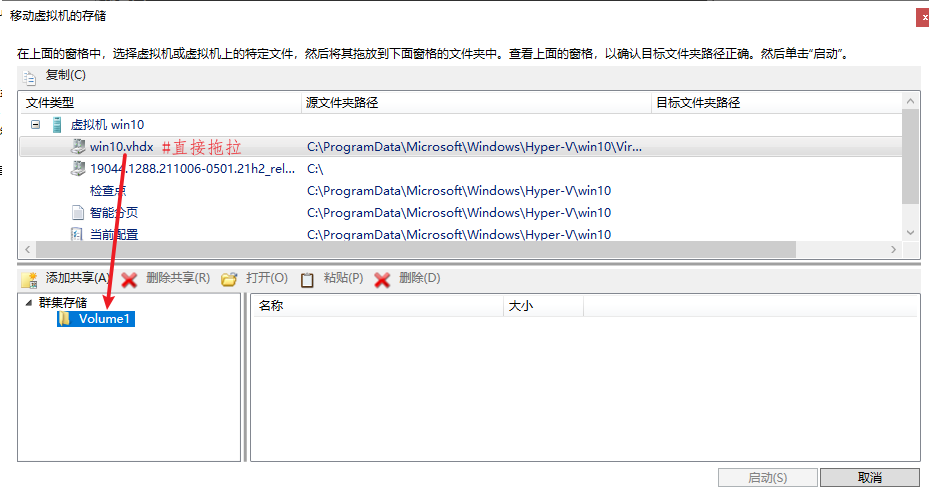 移动虚拟机的存储
在上面的窗格中，选择虚拟机或虚拟机上的特定文件，然后将其拖放到下面窗格的文件夹中。查看上面的窗格，以确认目标文件夹路径正确。然后单击"启动"。
复制(C)
文件类型 源文件夹路径 目标文件夹路径
虚拟机 win10
win10.vhdx #直接拖拉 C:\ProgramData\Microsoft\Windows\Hyper-V\win10\Vir...
19044.1288.211006-0501.21h2_rel... C:\
检查点 C:\ProgramData\Microsoft\Windows\Hyper-V\win10
智能分页 C:\ProgramData\Microsoft\Windows\Hyper-V\win10
当前配置 C:\ProgramData\Microsoft\Windows\Hyper-V\win10
添加共享(A) 删除共享(R) 打开(O) 粘贴(P) 删除(D)
群集存储 名称 大小
Volume1
启动(S) 取消